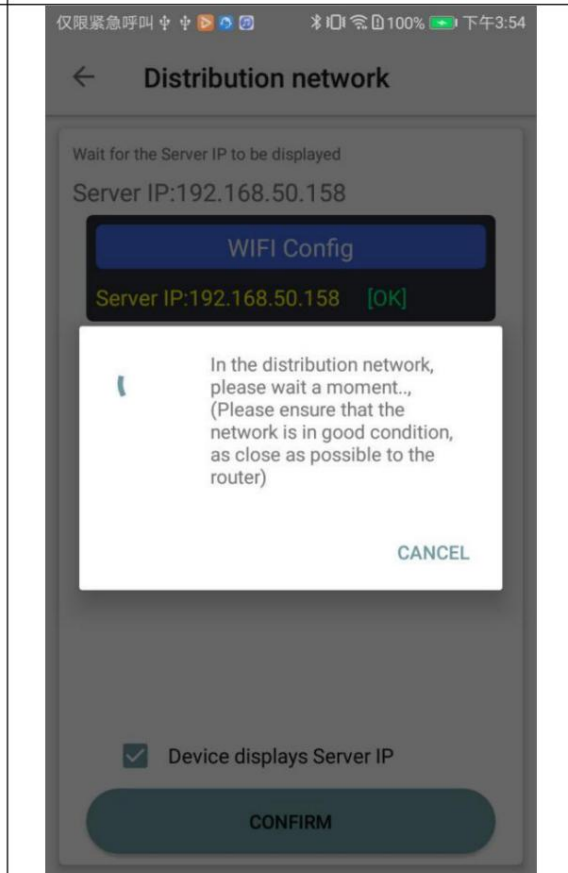 仅限紧急呼叫 100% 下午3:54
Distribution network
Wait for the Server IP to be displayed
Server IP:192.168.50.158
WIFI Config
Server IP:192.168.50.158 [OK]
In the distribution network,
please wait a moment..,
(Please ensure that the
network is in good condition,
as close as possible to the
router)
CANCEL
Device displays Server IP
CONFIRM